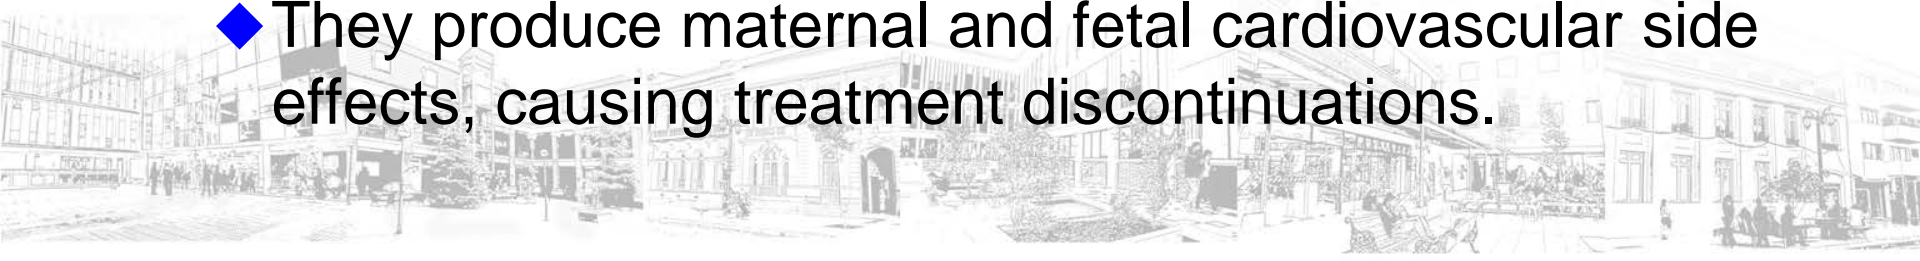 They produce maternal and fetal cardiovascular side
effects, causing treatment discontinuations.